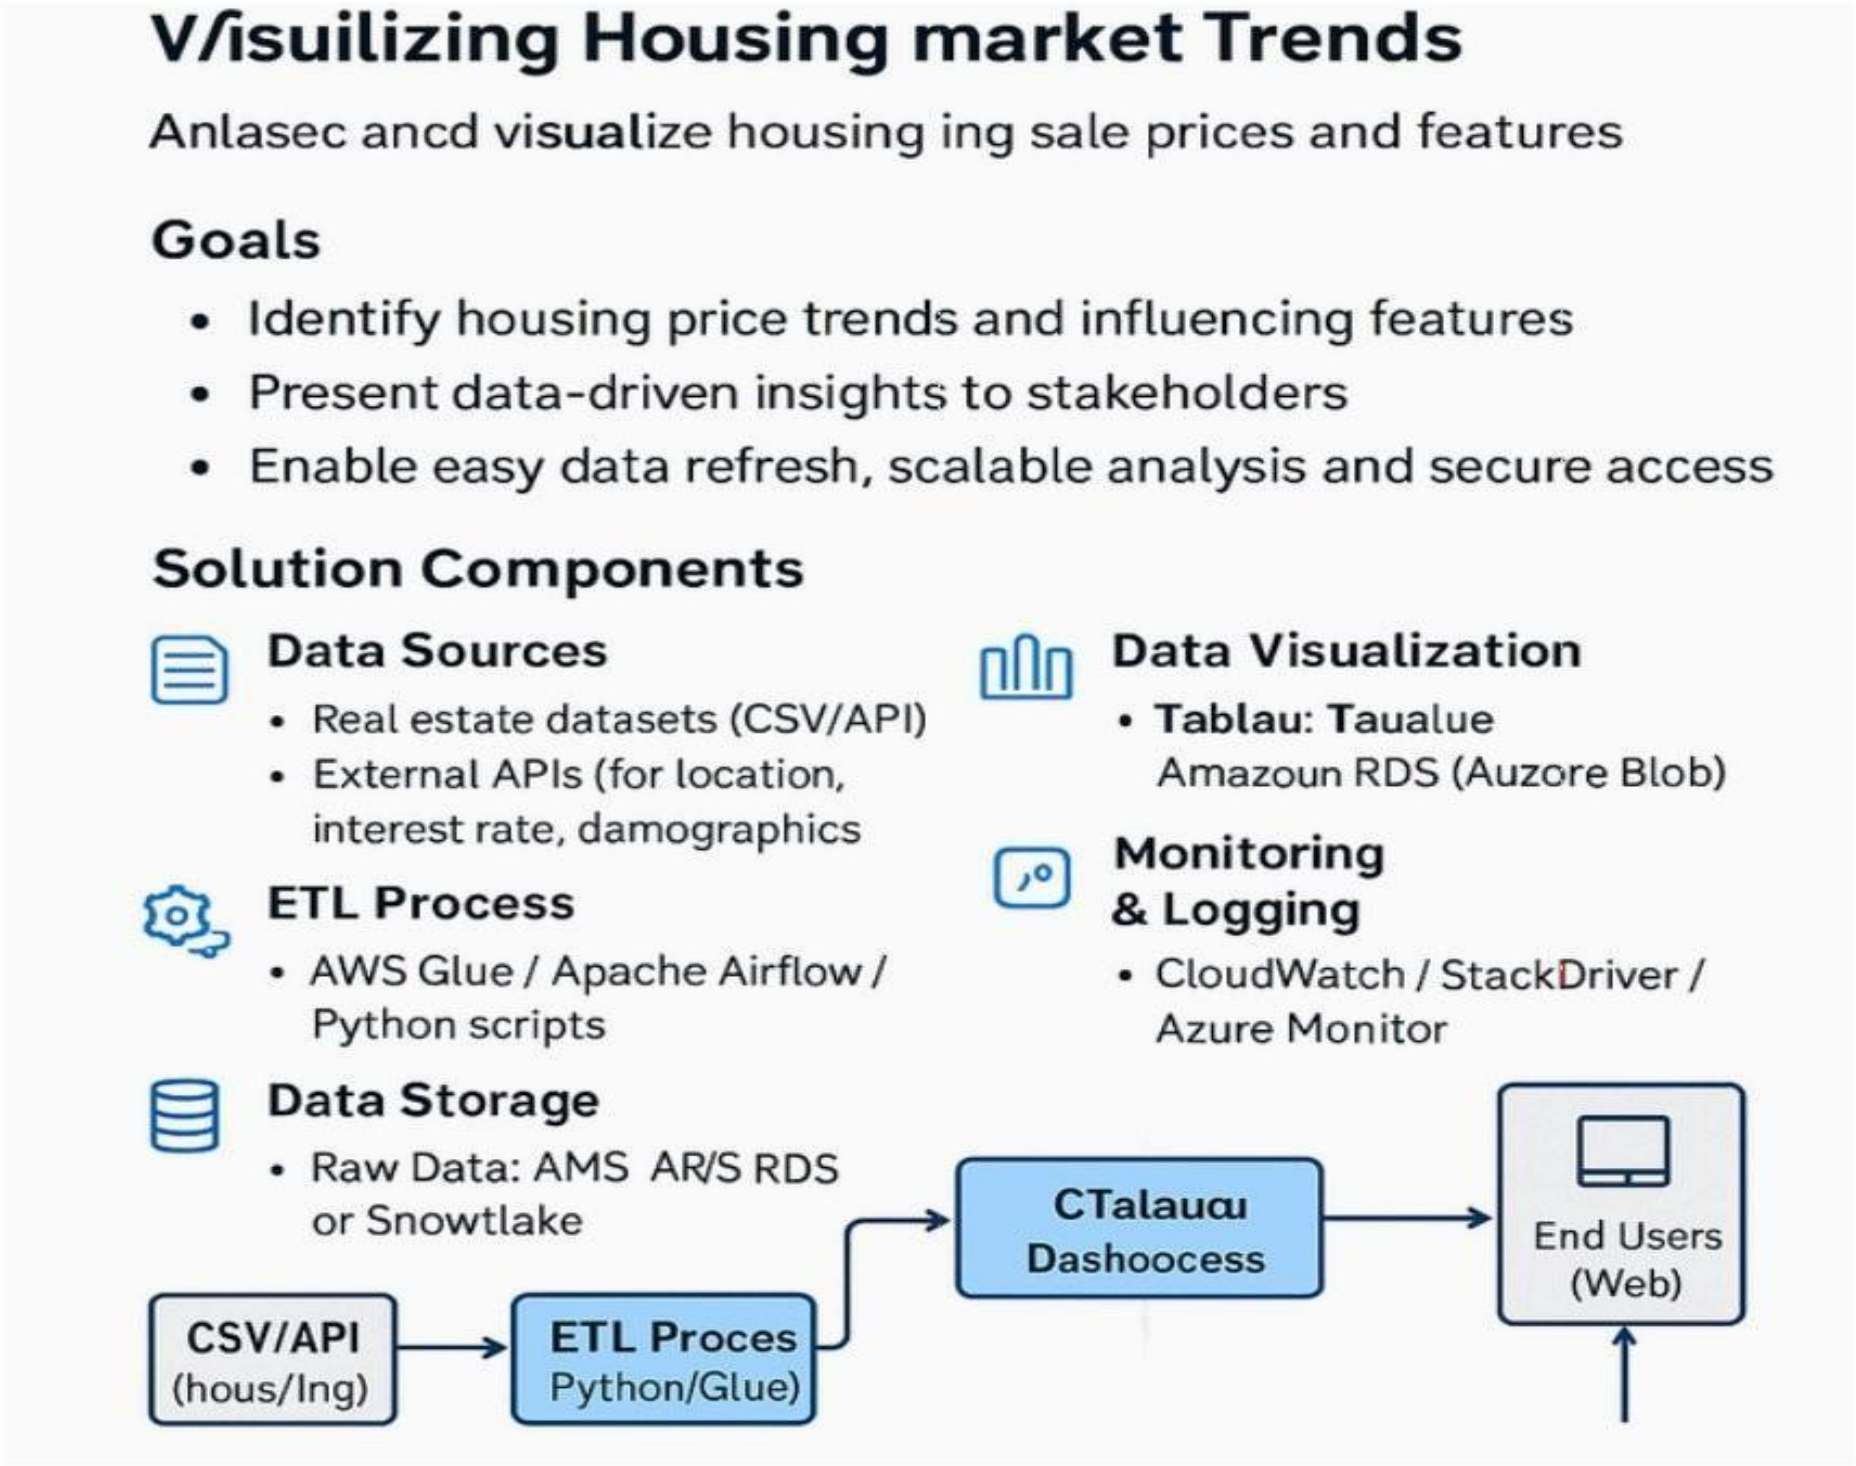 V/isuilizing Housing market Trends
Anlasec ancd visualize housing ing sale prices and features
Goals
• Identify housing price trends and influencing features
• Present data-driven insights to stakeholders
• Enable easy data refresh, scalable analysis and secure access
Solution Components
Data Sources
• Real estate datasets (CSV/API)
• External APIs (for location,
interest rate, damographics
ETL Process
• AWS Glue / Apache Airflow /
Python scripts
Data Storage
• Raw Data: AMS AR/S RDS
or Snowtlake
Data Visualization
• Tablau: Taualue
Amazoun RDS (Auzore Blob)
Monitoring
& Logging
• CloudWatch / StackDriver /
Azure Monitor
CSV/API
(hous/Ing)
ETL Proces
Python/Glue)
CTalauau
Dashoocess
End Users
(Web)